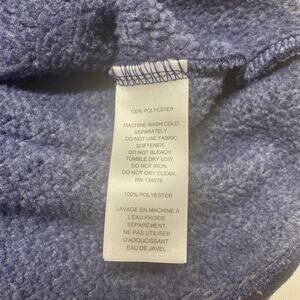 100% POLYESTER
MACHINE WASH COLD
SEPARATELY.
DO NOT USE FABRIC
SOFTENER.
DO NOT BLEACH.
TUMBLE DRY LOW.
DO NOT IRON.
DO NOT DRY CLEAN.
RN 134576
100% POLYESTER
LAVAGE EN MACHINE À
L'EAU FROIDE.
SÉPARÉMENT.
NE PAS UTILISER
D'ADOUCISSANT
EAU DE JAVEL